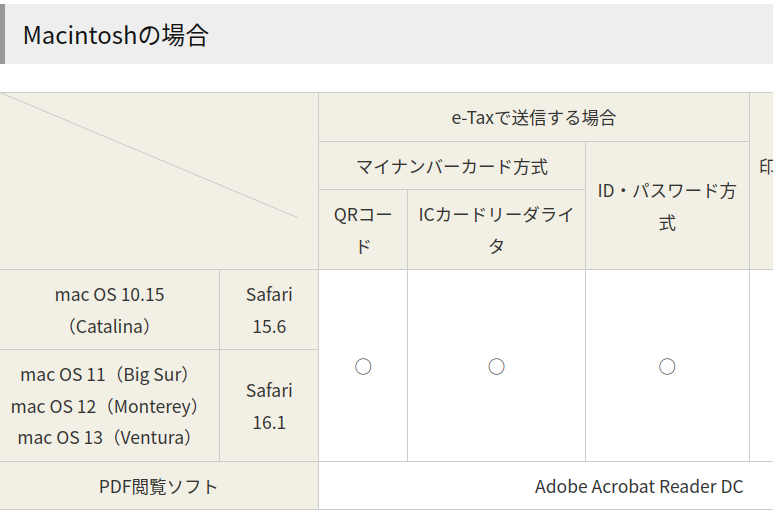 Macintoshの場合
e-Taxで送信する場合
マイナンバーカード方式
ID・パスワード方
式
印
QRコー
ド
ICカードリーダライ
タ
mac OS 10.15
（Catalina）
Safari
15.6
○
○
○
mac OS 11（Big Sur）
mac OS 12（Monterey）
mac OS 13（Ventura）
Safari
16.1
PDF閲覧ソフト
Adobe Acrobat Reader DC